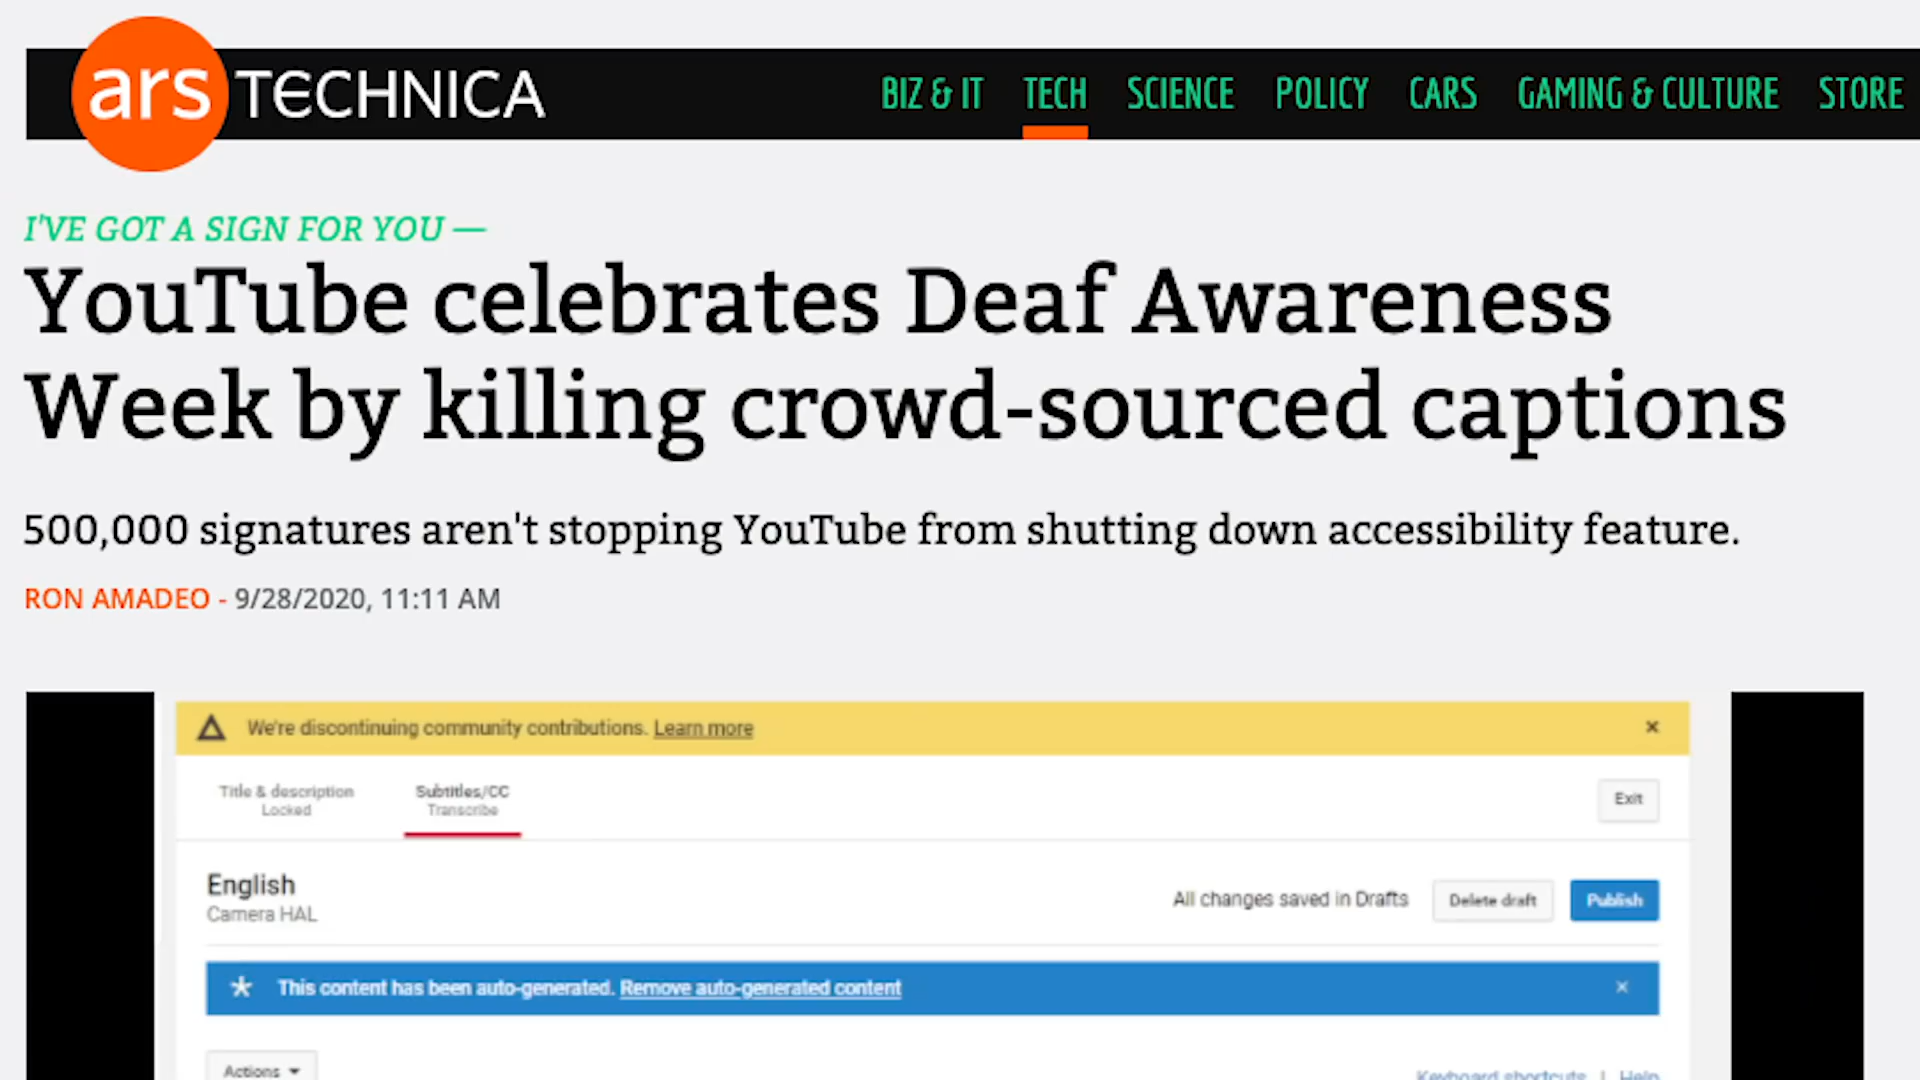 ars TECHNICA
BIZ & IT TECH SCIENCE POLICY CARS GAMING & CULTURE STORE
I'VE GOT A SIGN FOR YOU —
YouTube celebrates Deaf Awareness
Week by killing crowd-sourced captions
500,000 signatures aren't stopping YouTube from shutting down accessibility feature.
RON AMADEO - 9/28/2020, 11:11 AM
We're discontinuing community contributions. Learn more ×
Title & description Subtitles/CC
Locked Transcribe
Exit
English
Camera HAL
All changes saved in Drafts Delete draft Publish
This content has been auto-generated. Remove auto-generated content ×
Actions
Keyboard shortcuts | Help